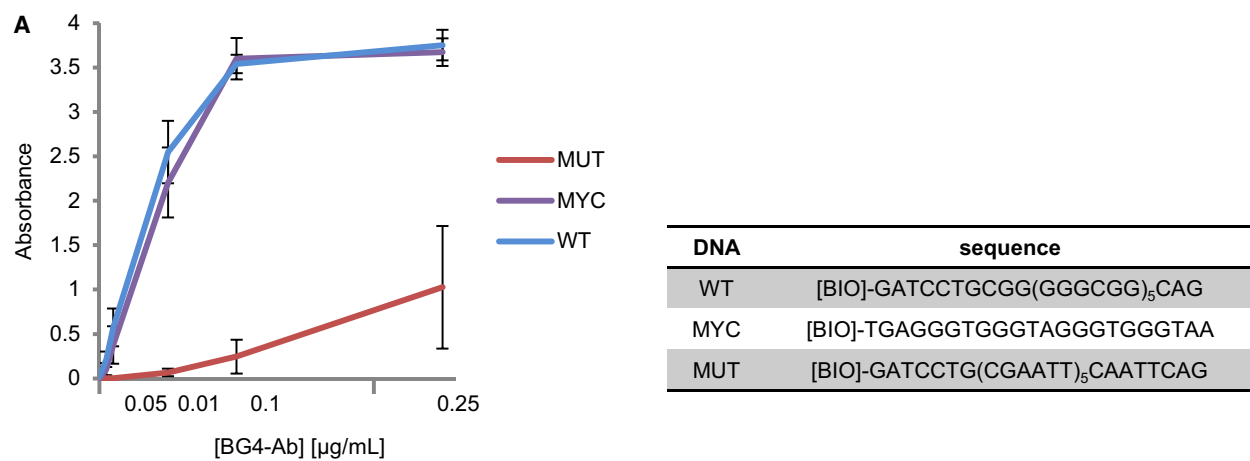 A
4
3.5
3
2.5
2
1.5
1
0.5
0
Absorbance
0.05 0.01 0.1 0.25
[BG4-Ab] [µg/mL]
MUT
MYC
WT
DNA sequence
WT [BIO]-GATCCTGCGG(GGGCGG)5CAG
MYC [BIO]-TGAGGGTGGGTAGGGTGGGTAA
MUT [BIO]-GATCCTG(CGAATT)5CAATTCAG